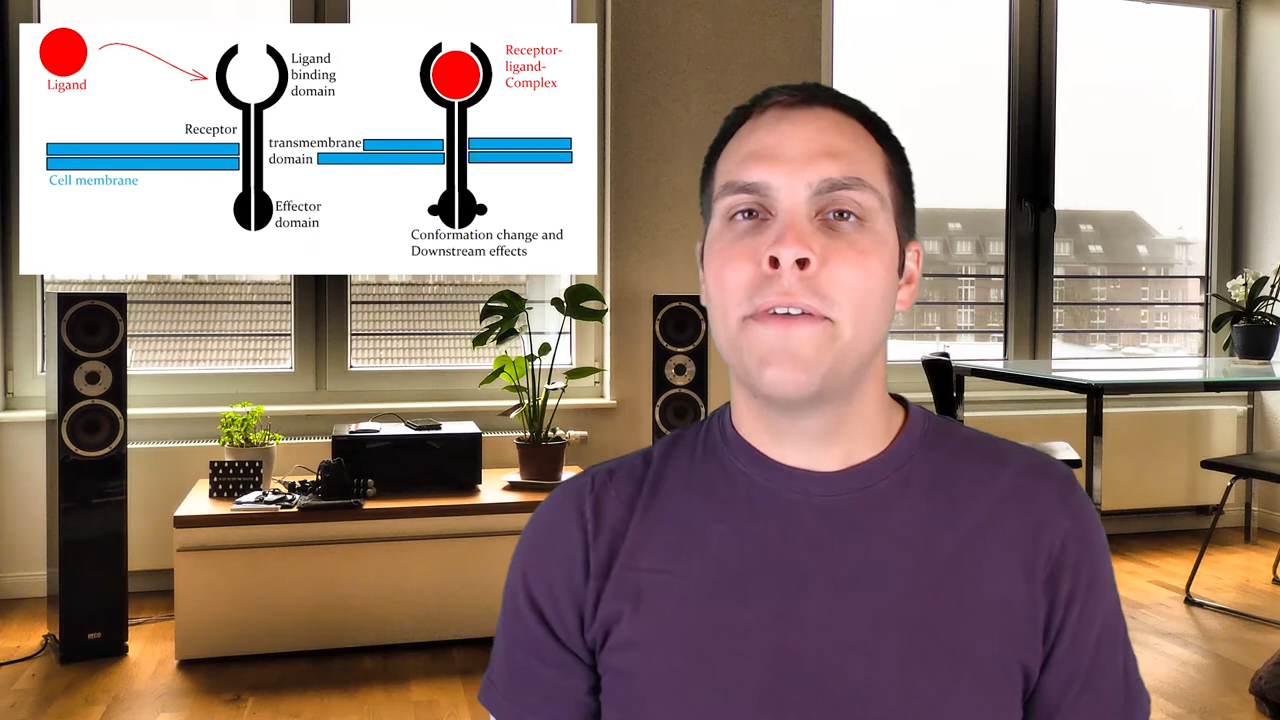 Ligand
Ligand
binding
domain
Receptor
Cell membrane
Effector
domain
Receptor-
ligand-
Complex
transmembrane
domain
Conformation change and
Downstream effects